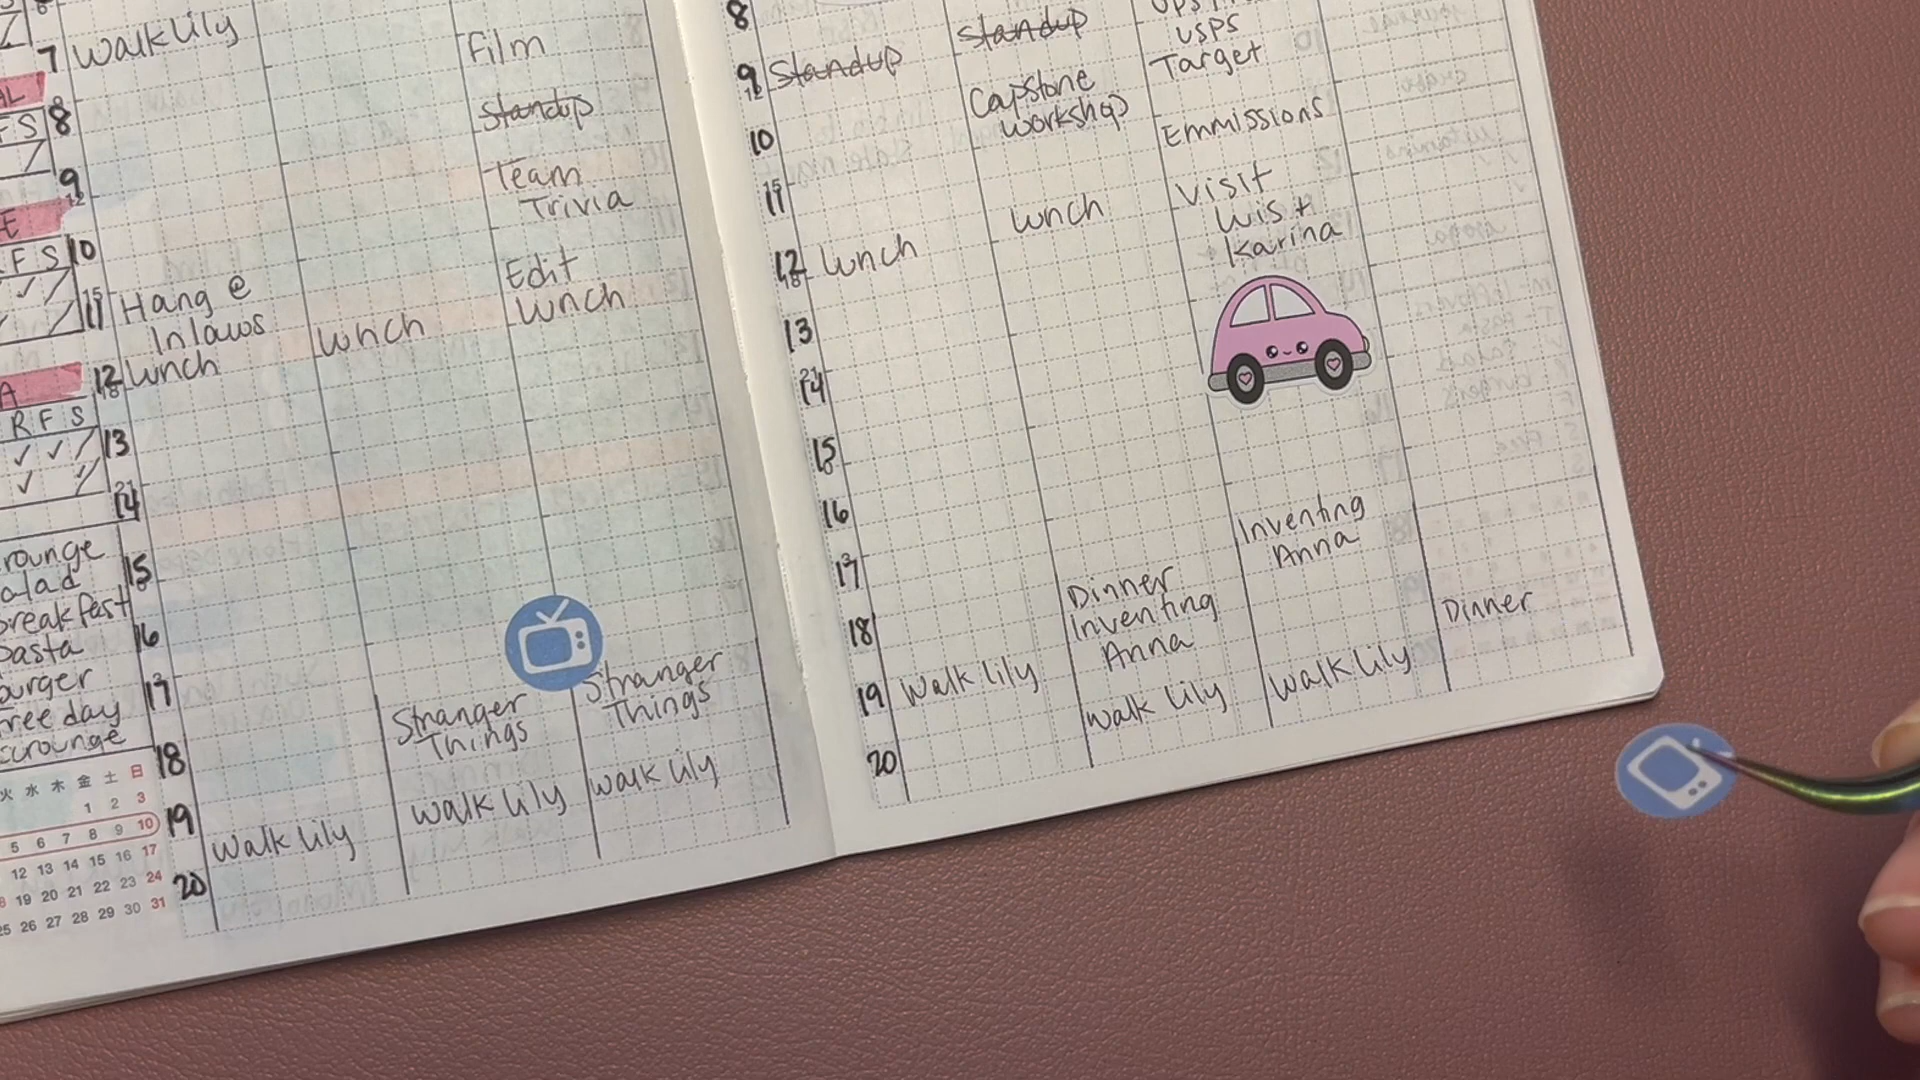 7 Walk Lily
8
9
10
11 Hang @
Inlaws
12 Lunch
13
14
15
16
17
18
19 Walk Lily
20
Lunch
Stranger
Things
Walk Lily
Film
Standup
Team
Trivia
Edit
Lunch
Stranger
Things
Walk Lily
F S
E
F S
A
R F S
rounge
alad
breakfast
pasta
burger
free day
scrounge
火 水 木 金 土 日
1 2 3
5 6 7 8 9 10
12 13 14 15 16 17
19 20 21 22 23 24
25 26 27 28 29 30 31
8
9 Standup
10
11
12 Lunch
13
14
15
16
17
18
19 Walk Lily
20
Standup
Capstone
workshop
Lunch
Dinner
Inventing
Anna
Walk Lily
USPS
Target
Emmissions
Visit
Luis +
Karina
Inventing
Anna
Walk Lily
Dinner